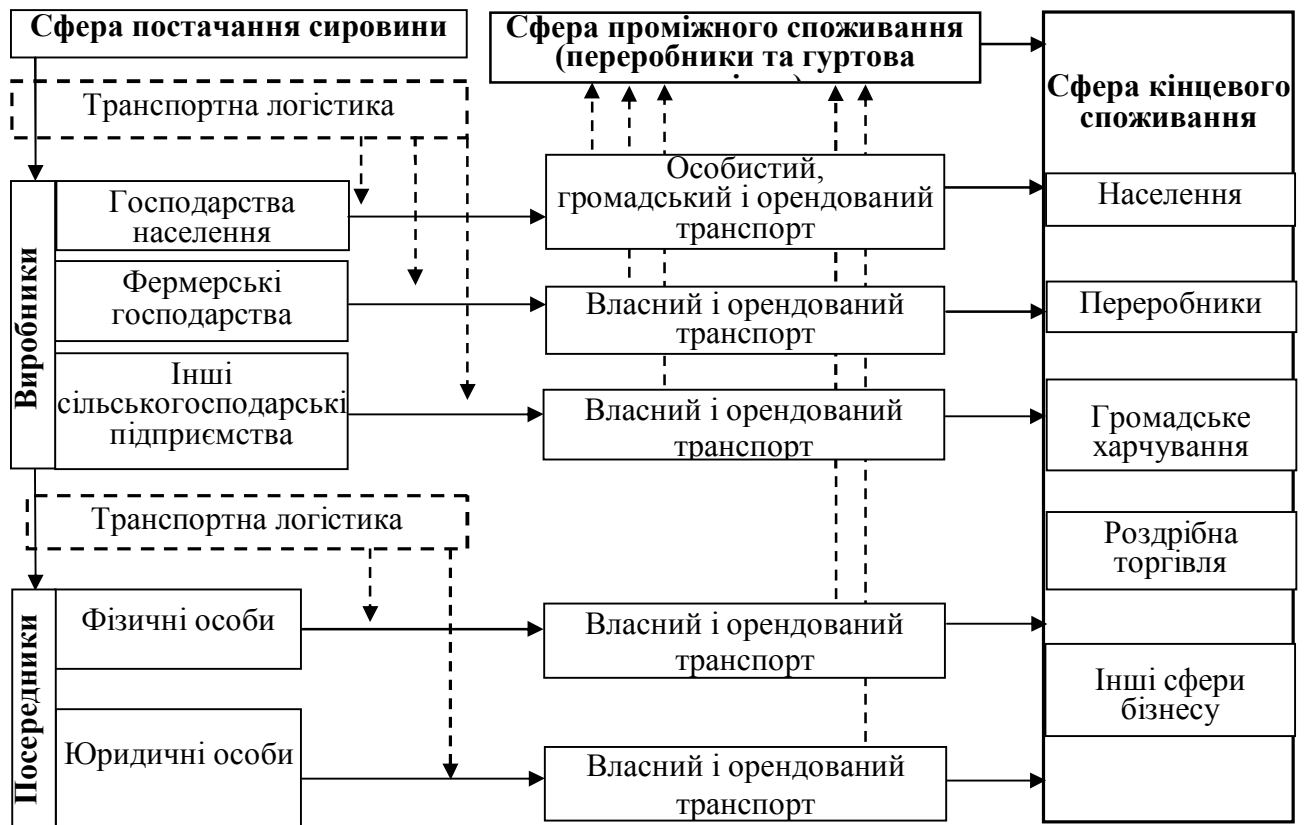 Сфера постачання сировини
Сфера проміжного споживання
(переробники та гуртова
Сфера кінцевого
споживання
Транспортна логістика
Виробники
Господарства
населення
Особистий,
громадський і орендований
транспорт
Населення
Фермерські
господарства
Власний і орендований
транспорт
Переробники
Інші
сільськогосподарські
підприємства
Власний і орендований
транспорт
Громадське
харчування
Транспортна логістика
Роздрібна
торгівля
Посередники
Фізичні особи
Власний і орендований
транспорт
Інші сфери
бізнесу
Юридичні особи
Власний і орендований
транспорт